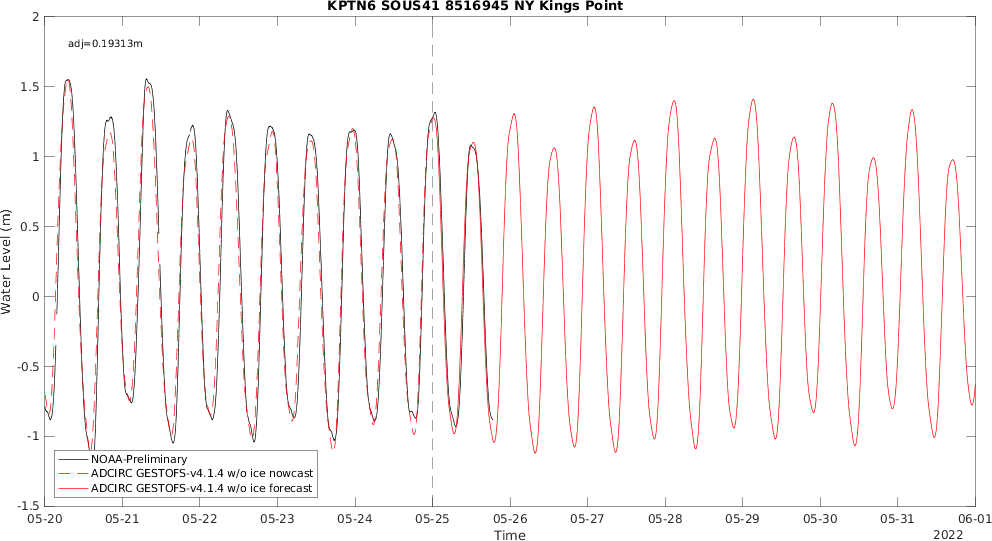 KPTN6 SOUS41 8516945 NY Kings Point
adj=0.19313m
Water Level (m)
2
1.5
1
0.5
0
-0.5
-1
-1.5
NOAA-Preliminary
ADCIRC GESTOFS-v4.1.4 w/o ice nowcast
ADCIRC GESTOFS-v4.1.4 w/o ice forecast
05-20 05-21 05-22 05-23 05-24 05-25 05-26 05-27 05-28 05-29 05-30 05-31 06-01
Time
2022